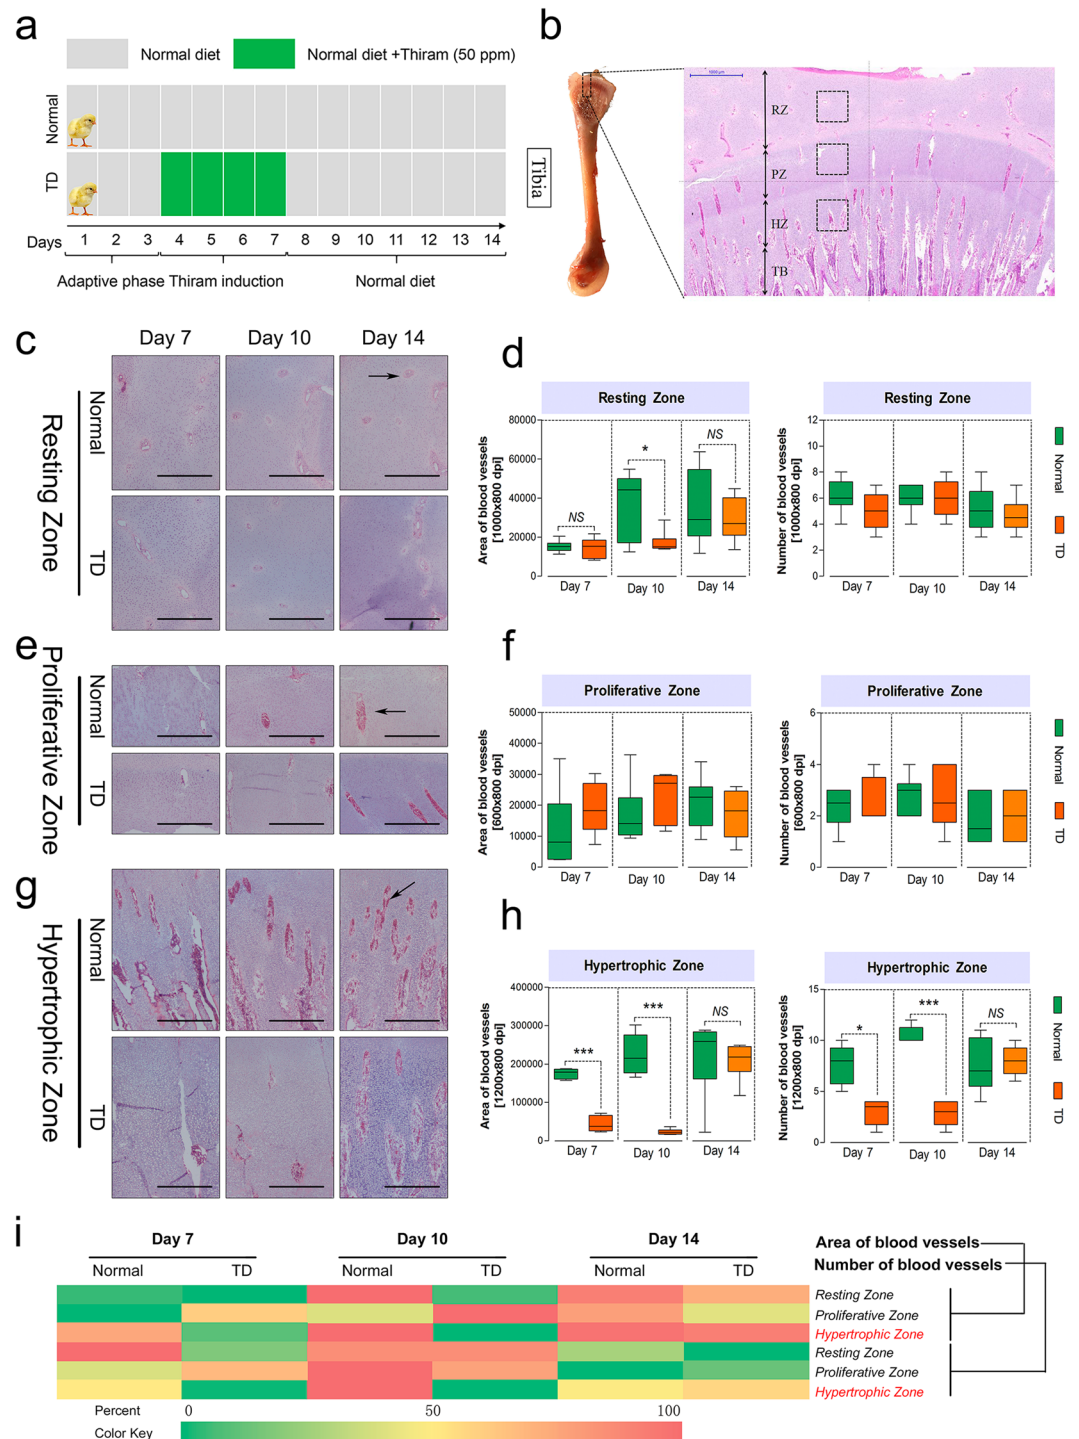 a
Normal diet
Normal diet +Thiram (50 ppm)
Normal
TD
Days 1 2 3 4 5 6 7 8 9 10 11 12 13 14
Adaptive phase Thiram induction Normal diet
b
Tibia
RZ
PZ
HZ
TB
c
Day 7 Day 10 Day 14
Resting Zone
Normal
TD
d
Resting Zone
Area of blood vessels
[1000x800 dpi]
80000
60000
40000
20000
0
NS
*
NS
Day 7 Day 10 Day 14
Resting Zone
Number of blood vessels
[1000x800 dpi]
12
10
8
6
4
2
0
Day 7 Day 10 Day 14
Normal
TD
e
Proliferative Zone
Normal
TD
f
Proliferative Zone
Area of blood vessels
[600x800 dpi]
50000
40000
30000
20000
10000
0
Day 7 Day 10 Day 14
Proliferative Zone
Number of blood vessels
[600x800 dpi]
6
4
2
0
Day 7 Day 10 Day 14
Normal
TD
g
Hypertrophic Zone
Normal
TD
h
Hypertrophic Zone
Area of blood vessels
[1200x800 dpi]
400000
300000
200000
100000
0
***
***
NS
Day 7 Day 10 Day 14
Hypertrophic Zone
Number of blood vessels
[1200x800 dpi]
15
10
5
0
*
***
NS
Day 7 Day 10 Day 14
Normal
TD
i
Day 7 Day 10 Day 14
Normal TD Normal TD Normal TD
Area of blood vessels
Number of blood vessels
Resting Zone
Proliferative Zone
Hypertrophic Zone
Resting Zone
Proliferative Zone
Hypertrophic Zone
Percent 0 50 100
Color Key